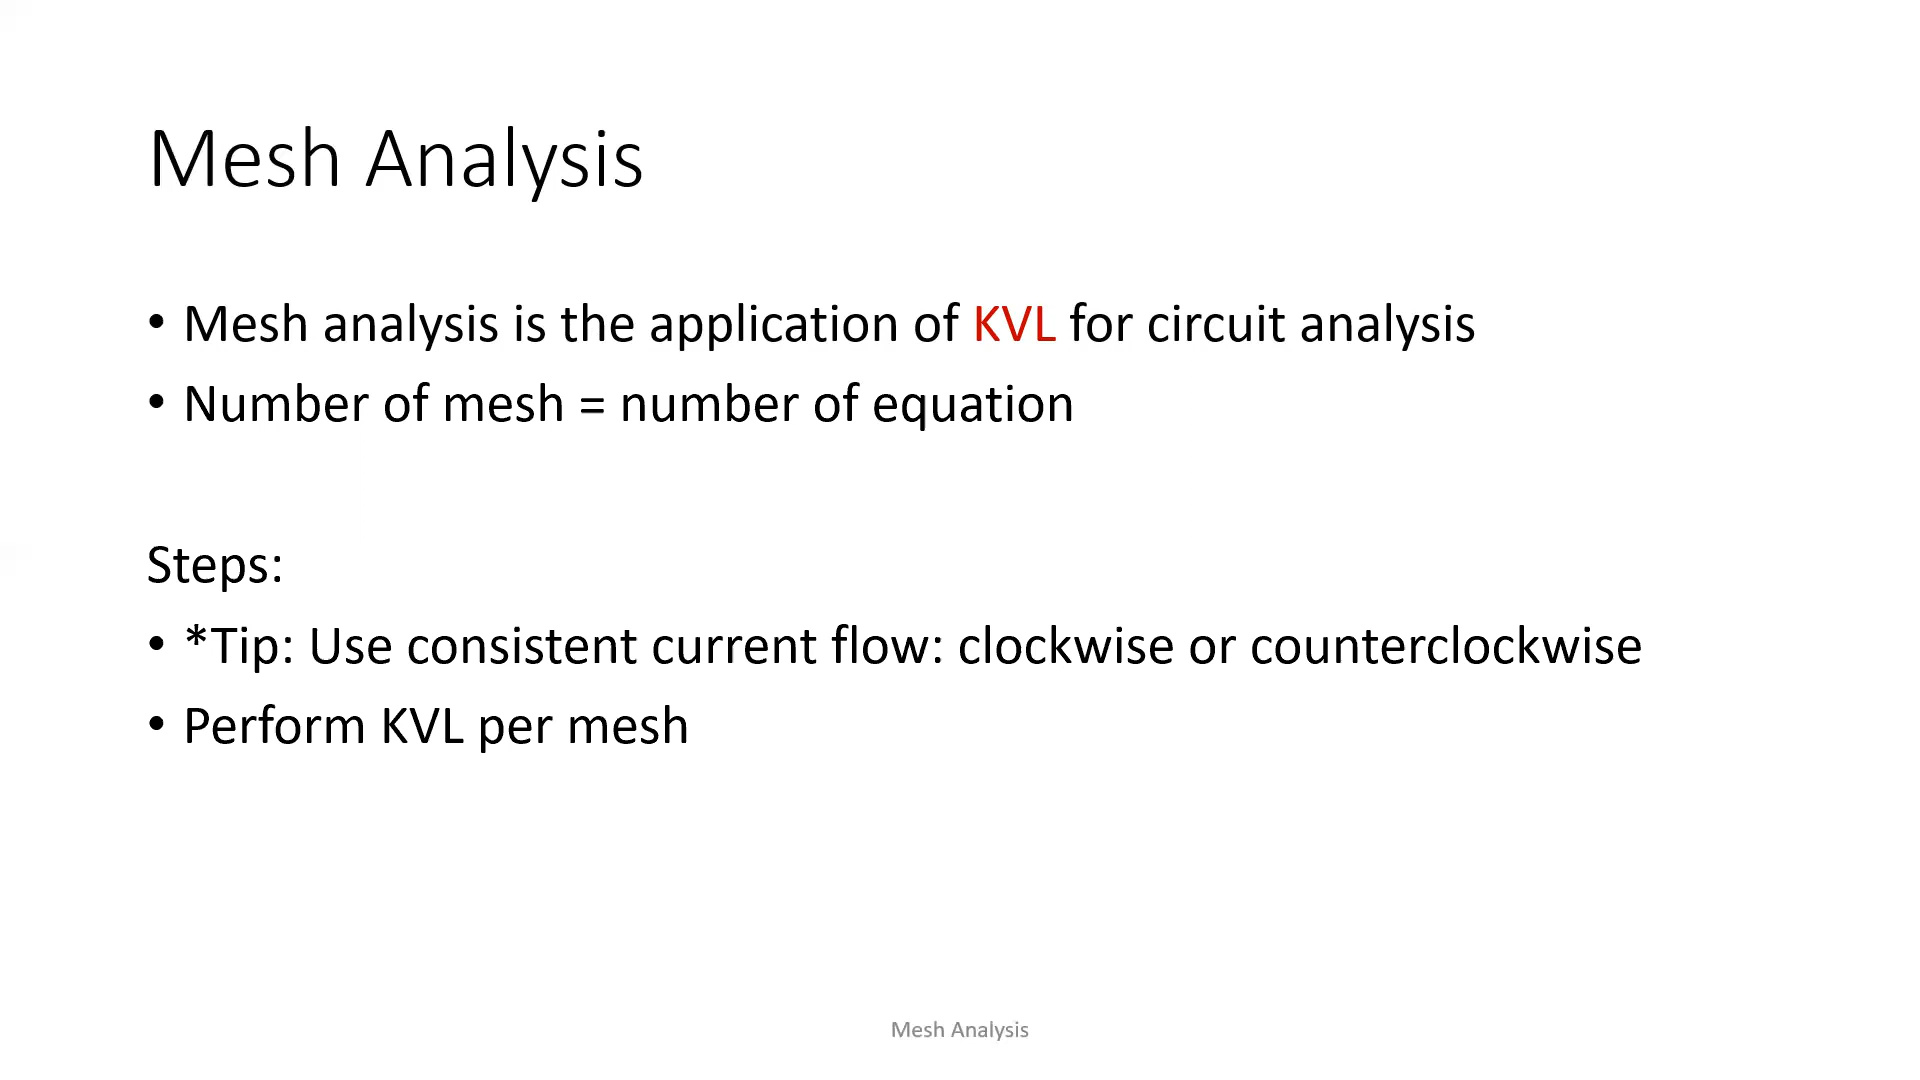 Mesh Analysis
• Mesh analysis is the application of KVL for circuit analysis
• Number of mesh = number of equation
Steps:
• *Tip: Use consistent current flow: clockwise or counterclockwise
• Perform KVL per mesh
Mesh Analysis